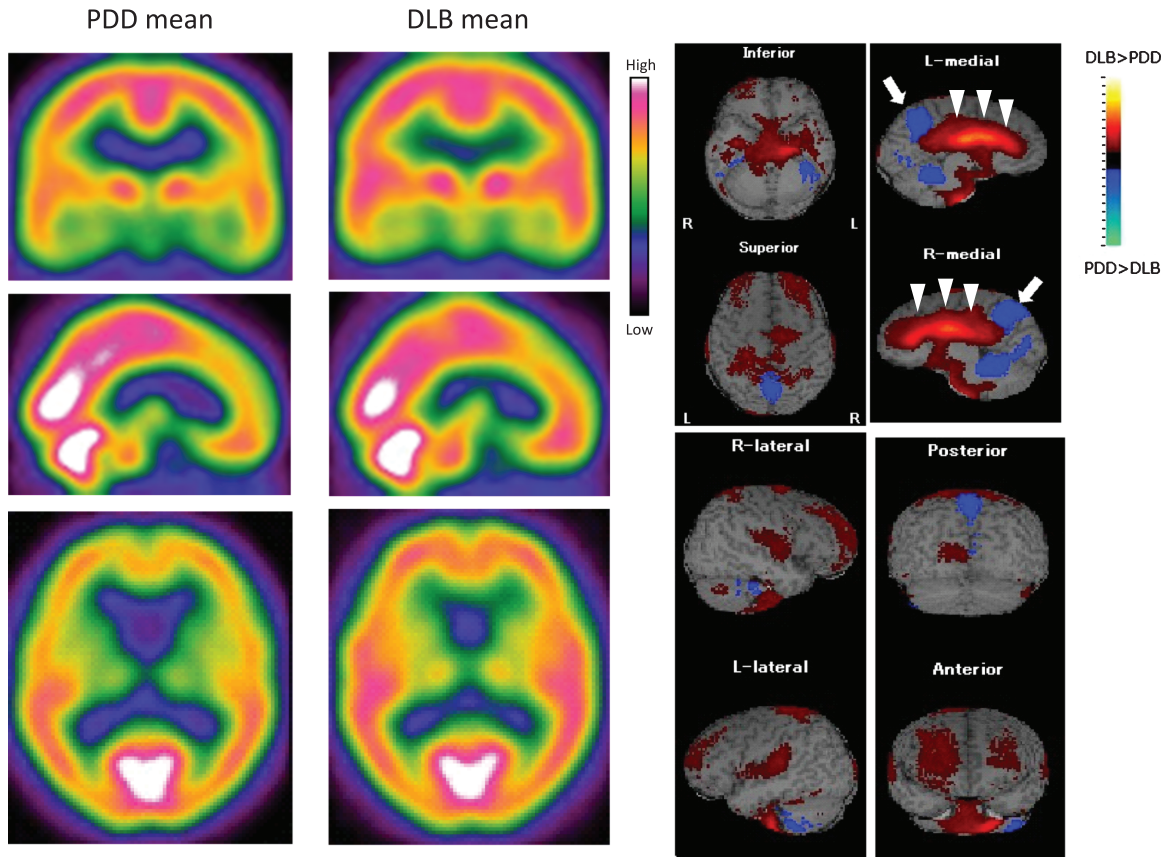 PDD mean
DLB mean
High
Low
Inferior
R
L
Superior
L
R
L-medial
R-medial
DLB>PDD
PDD>DLB
R-lateral
Posterior
L-lateral
Anterior